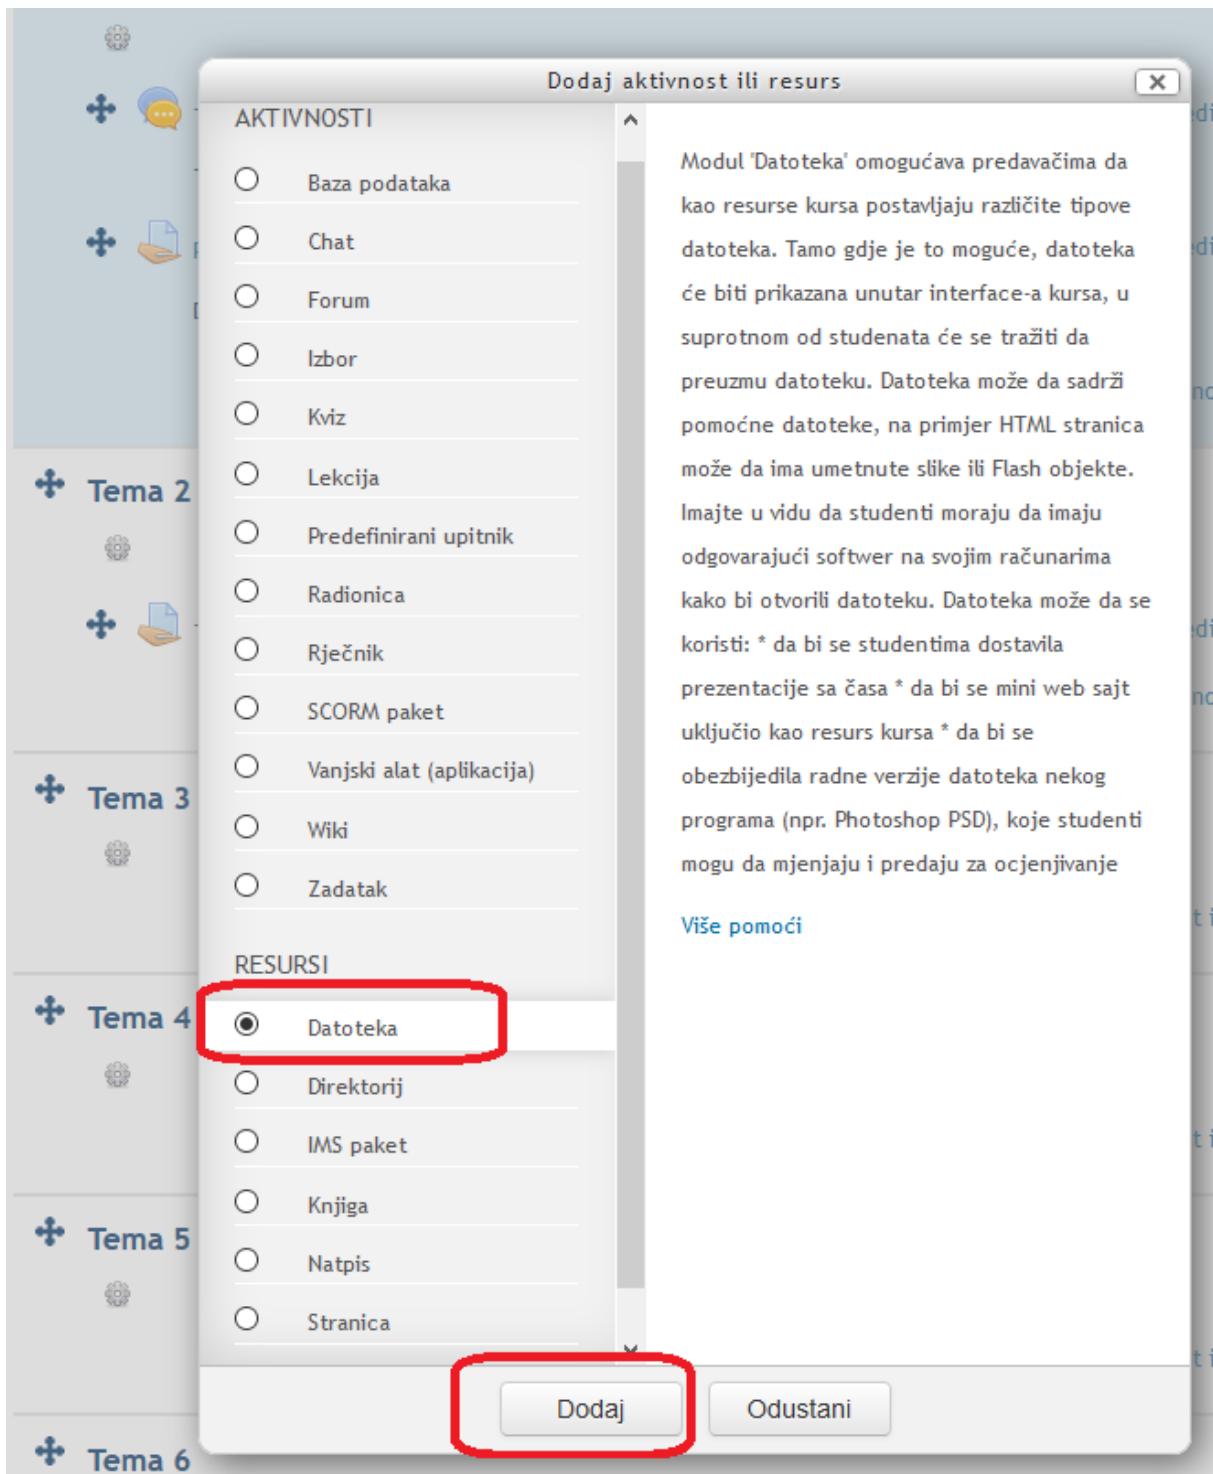 Dodaj aktivnost ili resurs
AKTIVNOSTI
Baza podataka
Chat
Forum
Izbor
Kviz
Lekcija
Predefinirani upitnik
Radionica
Rječnik
SCORM paket
Vanjski alat (aplikacija)
Wiki
Zadatak
RESURSI
Datoteka
Direktorij
IMS paket
Knjiga
Natpis
Stranica
Modul 'Datoteka' omogućava predavačima da
kao resurse kursa postavljaju različite tipove
datoteka. Tamo gdje je to moguće, datoteka
će biti prikazana unutar interface-a kursa, u
suprotnom od studenata će se tražiti da
preuzmu datoteku. Datoteka može da sadrži
pomoćne datoteke, na primjer HTML stranica
može da ima umetnute slike ili Flash objekte.
Imajte u vidu da studenti moraju da imaju
odgovarajući softwer na svojim računarima
kako bi otvorili datoteku. Datoteka može da se
koristi: * da bi se studentima dostavila
prezentacije sa časa * da bi se mini web sajt
uključio kao resurs kursa * da bi se
obezbijedila radne verzije datoteka nekog
programa (npr. Photoshop PSD), koje studenti
mogu da mjenjaju i predaju za ocjenjivanje
Više pomoći
Dodaj
Odustani
Tema 2
Tema 3
Tema 4
Tema 5
Tema 6